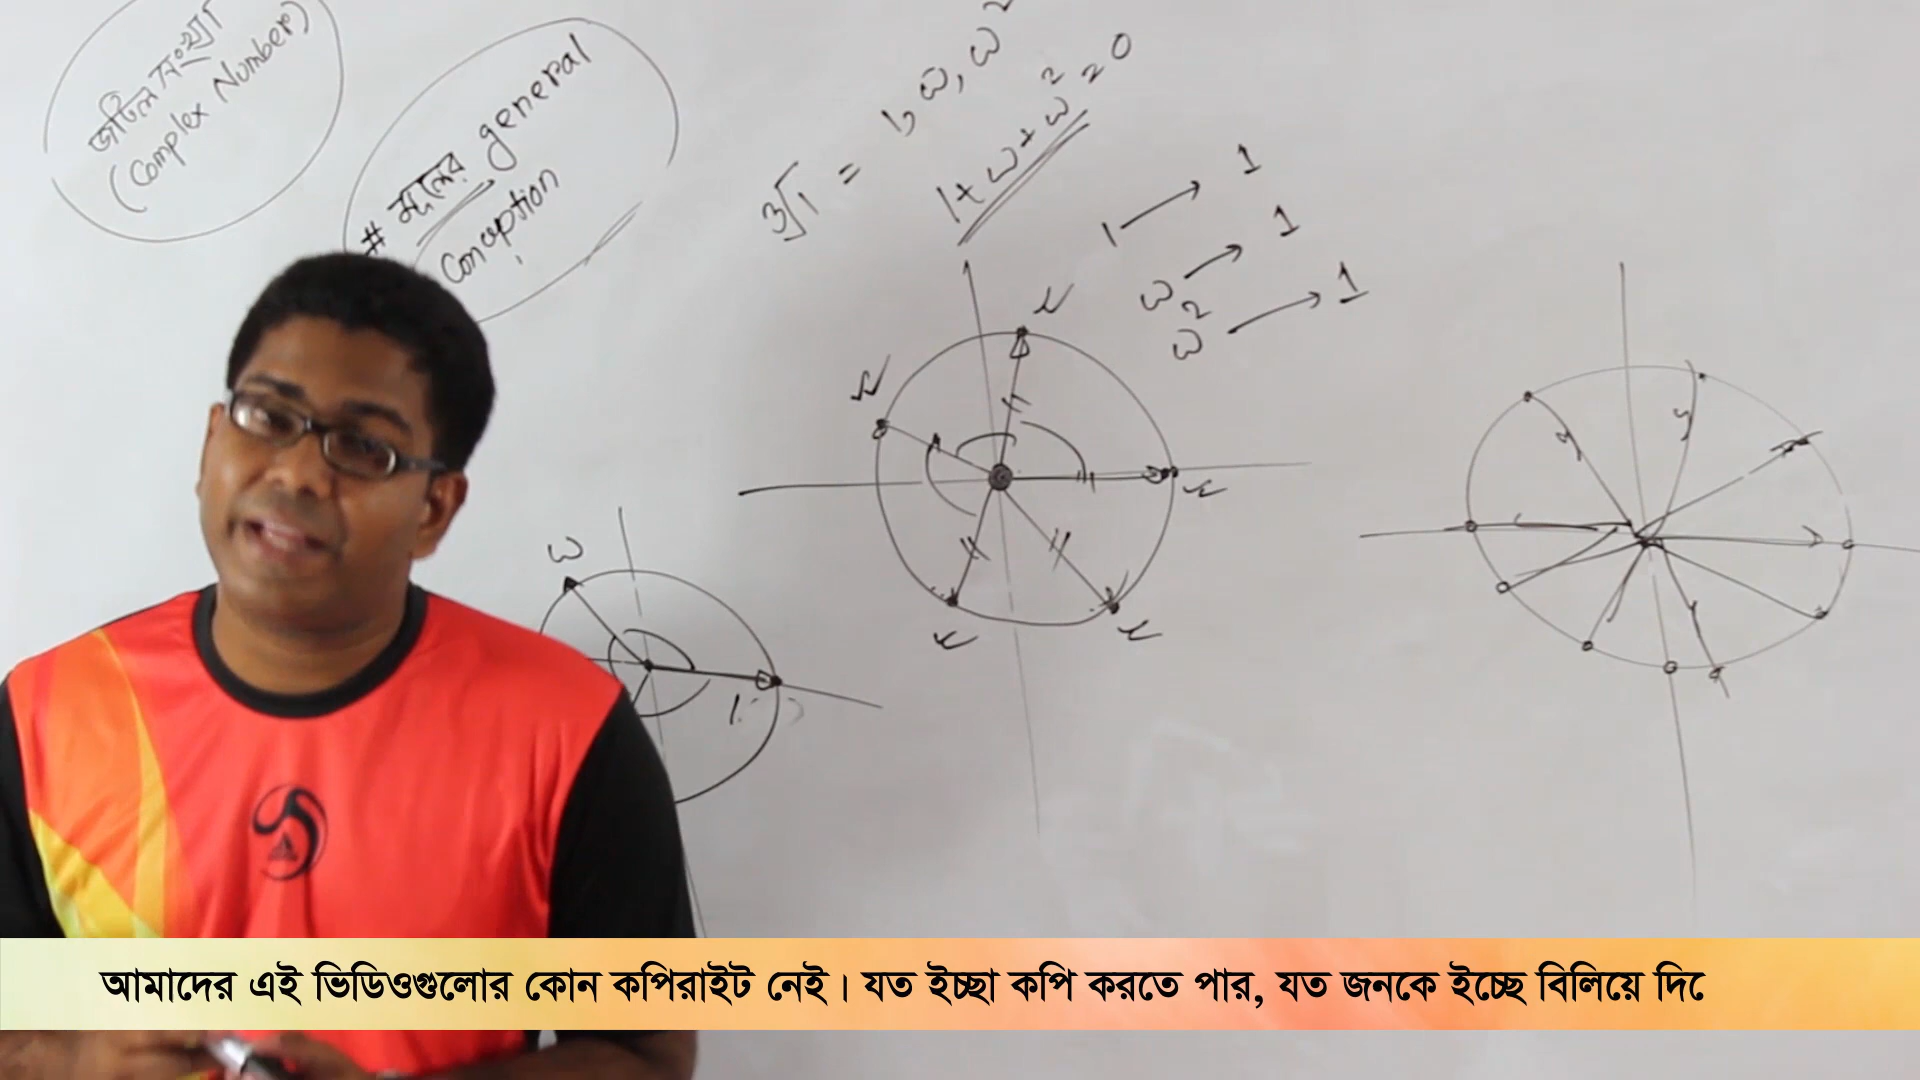 জটিল সংখ্যা
(Complex Number)
# মূলের general
Conception
∛1 = 1, ω, ω²
1 + ω + ω² = 0
1 → 1
ω → 1
ω² → 1
ω
1
আমাদের এই ভিডিওগুলোর কোন কপিরাইট নেই। যত ইচ্ছা কপি করতে পার, যত জনকে ইচ্ছে বিলিয়ে দি